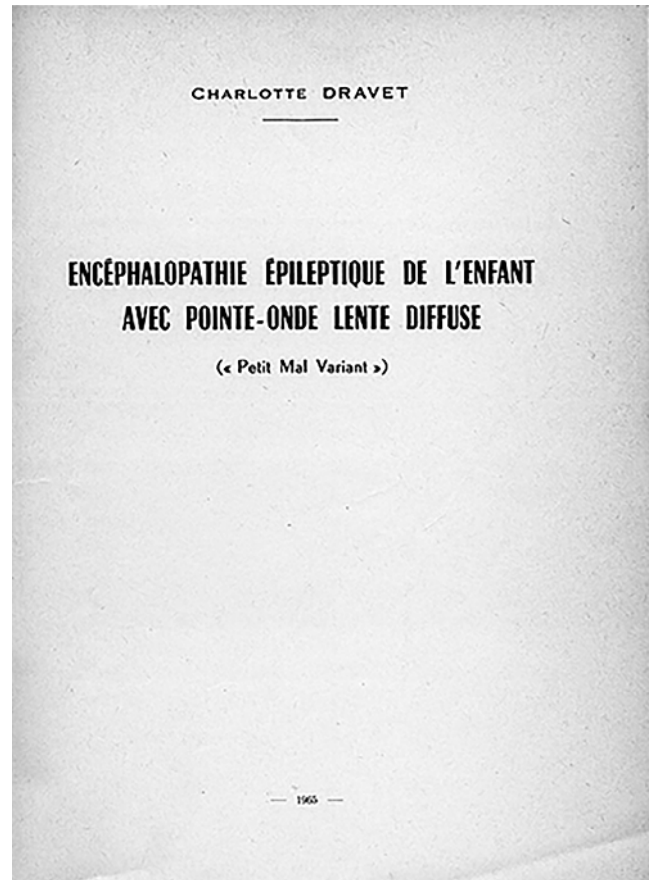 CHARLOTTE DRAVET
ENCÉPHALOPATHIE ÉPILEPTIQUE DE L'ENFANT
AVEC POINTE-ONDE LENTE DIFFUSE
(« Petit Mal Variant »)
— 1965 —